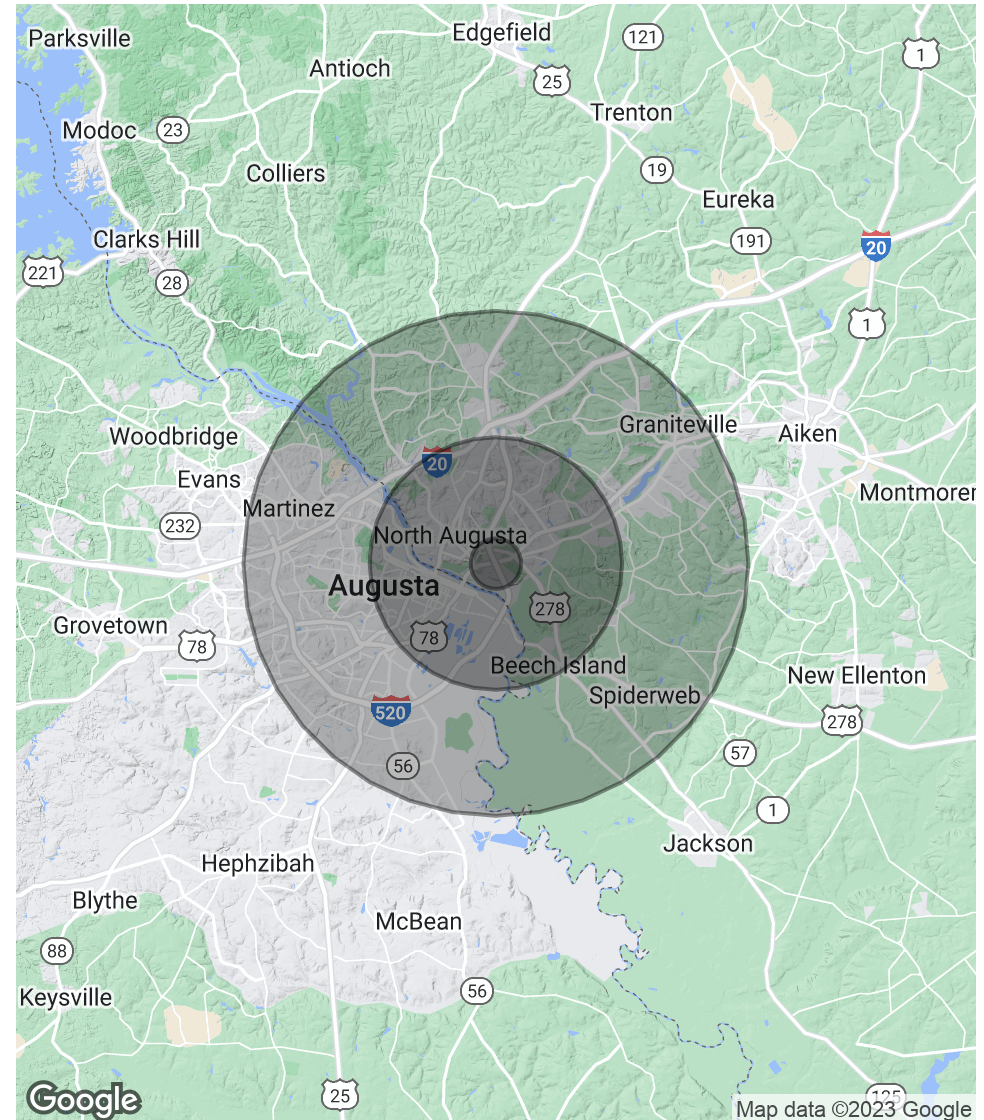 Parksville
Edgefield
121
1
Antioch
25
Trenton
Modoc
23
19
Colliers
Eureka
Clarks Hill
191
20
221
28
1
Graniteville
Woodbridge
Aiken
20
Evans
Montmorer
Martinez
232
North Augusta
Augusta
278
Grovetown
78
78
Beech Island
New Ellenton
Spiderweb
520
278
57
56
1
Jackson
Hephzibah
Blythe
McBean
88
56
Keysville
25
125
Google
Map data ©2023 Google